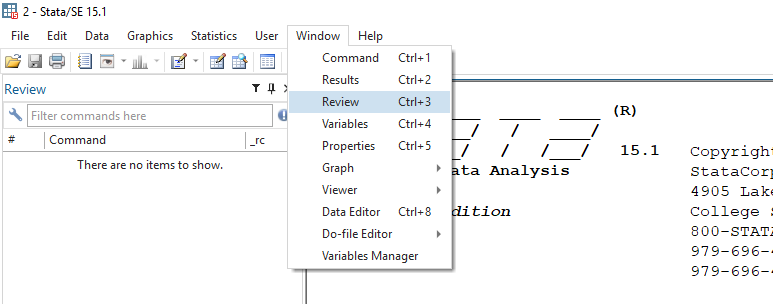 2 - Stata/SE 15.1
File Edit Data Graphics Statistics User Window Help
Review
Filter commands here
# Command _rc
There are no items to show.
Command Ctrl+1
Results Ctrl+2
Review Ctrl+3
Variables Ctrl+4
Properties Ctrl+5
Graph
Viewer
Data Editor Ctrl+8
Do-file Editor
Variables Manager
(R)
15.1 Copyright
ata Analysis StataCorp
4905 Lake
dition College S
800-STATA
979-696-4
979-696-4